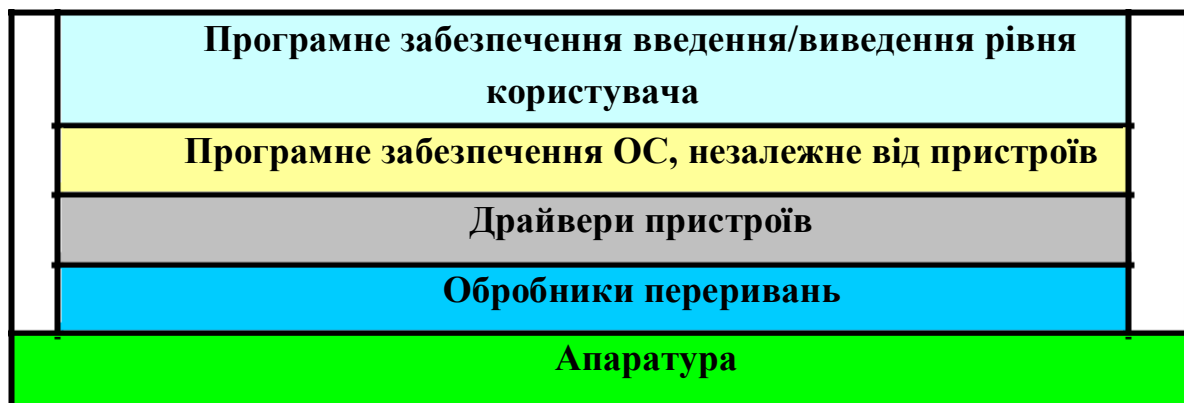 Програмне забезпечення введення/виведення рівня
користувача
Програмне забезпечення ОС, незалежне від пристроїв
Драйвери пристроїв
Обробники переривань
Апаратура